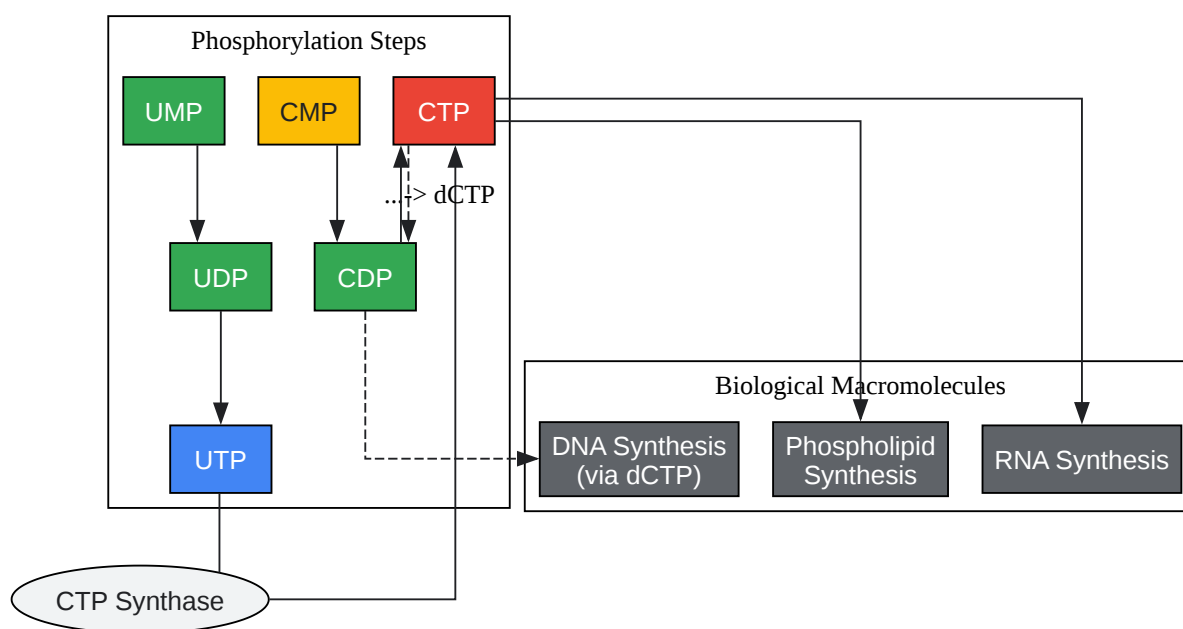 Phosphorylation Steps
UMP
CMP
CTP
...-> dCTP
UDP
CDP
Biological Macromolecules
UTP
DNA Synthesis
(via dCTP)
Phospholipid
Synthesis
RNA Synthesis
CTP Synthase